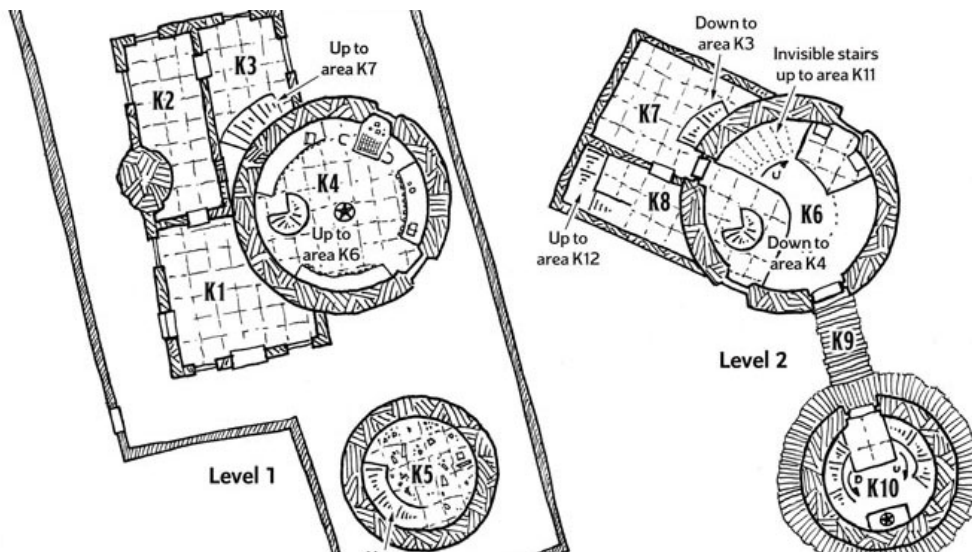 K3
Up to
area K7
K2
K4
Up to
area K6
K1
K5
Level 1
Down to
area K3
Invisible stairs
up to area K11
K7
K8
U
K6
Up to
area K12
Down to
area K4
K9
Level 2
D
U
K10